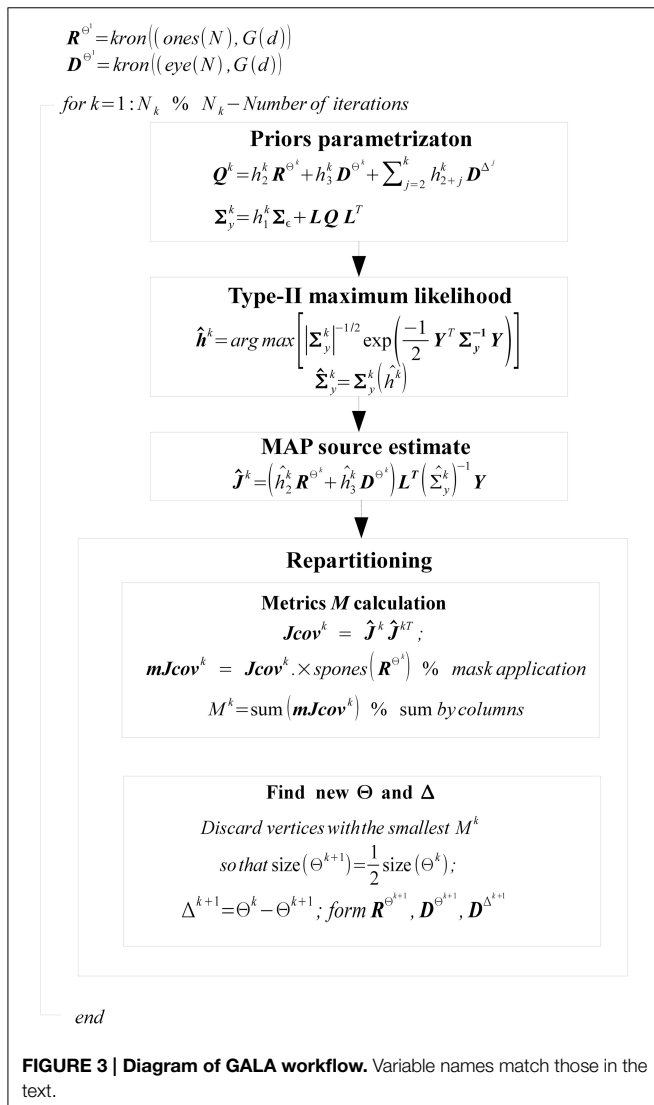 R^{Θ^1}=kron((ones(N),G(d))
D^{Θ^1}=kron((eye(N),G(d))
for k=1:N_k % N_k−Number of iterations
Priors parametrizaton
Q^k=h_2^k R^{Θ^k}+h_3^k D^{Θ^k}+∑_{j=2}^k h_{2+j}^k D^{Δ^j}
Σ_y^k=h_1^k Σ_ϵ+L Q L^T
Type-II maximum likelihood
ĥ^k=arg max[|Σ_y^k|^{−1/2} exp(−1/2 Y^T Σ_y^{-1} Y)]
Σ̂_y^k=Σ_y^k(ĥ^k)
MAP source estimate
Ĵ^k=(ĥ_2^k R^{Θ^k}+ĥ_3^k D^{Θ^k})L^T(Σ̂_y^k)^{−1}Y
Repartitioning
Metrics M calculation
Jcov^k = Ĵ^k Ĵ^{kT} ;
mJcov^k = Jcov^k .× spones(R^{Θ^k}) % mask application
M^k=sum(mJcov^k) % sum by columns
Find new Θ and Δ
Discard vertices with the smallest M^k
so that size(Θ^{k+1})=1/2 size(Θ^k);
Δ^{k+1}=Θ^k−Θ^{k+1}; form R^{Θ^{k+1}}, D^{Θ^{k+1}}, D^{Δ^{k+1}}
end
FIGURE 3 | Diagram of GALA workflow. Variable names match those in the
text.